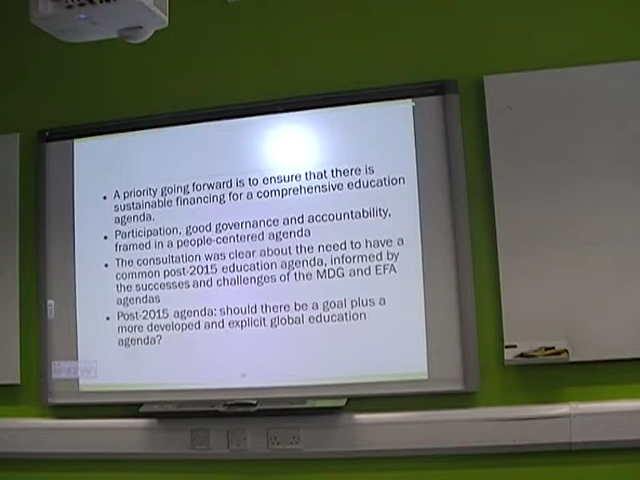 • A priority going forward is to ensure that there is
sustainable financing for a comprehensive education
agenda.
• Participation, good governance and accountability,
framed in a people-centered agenda
• The consultation was clear about the need to have a
common post-2015 education agenda, informed by
the successes and challenges of the MDG and EFA
agendas
• Post-2015 agenda: should there be a goal plus a
more developed and explicit global education
agenda?